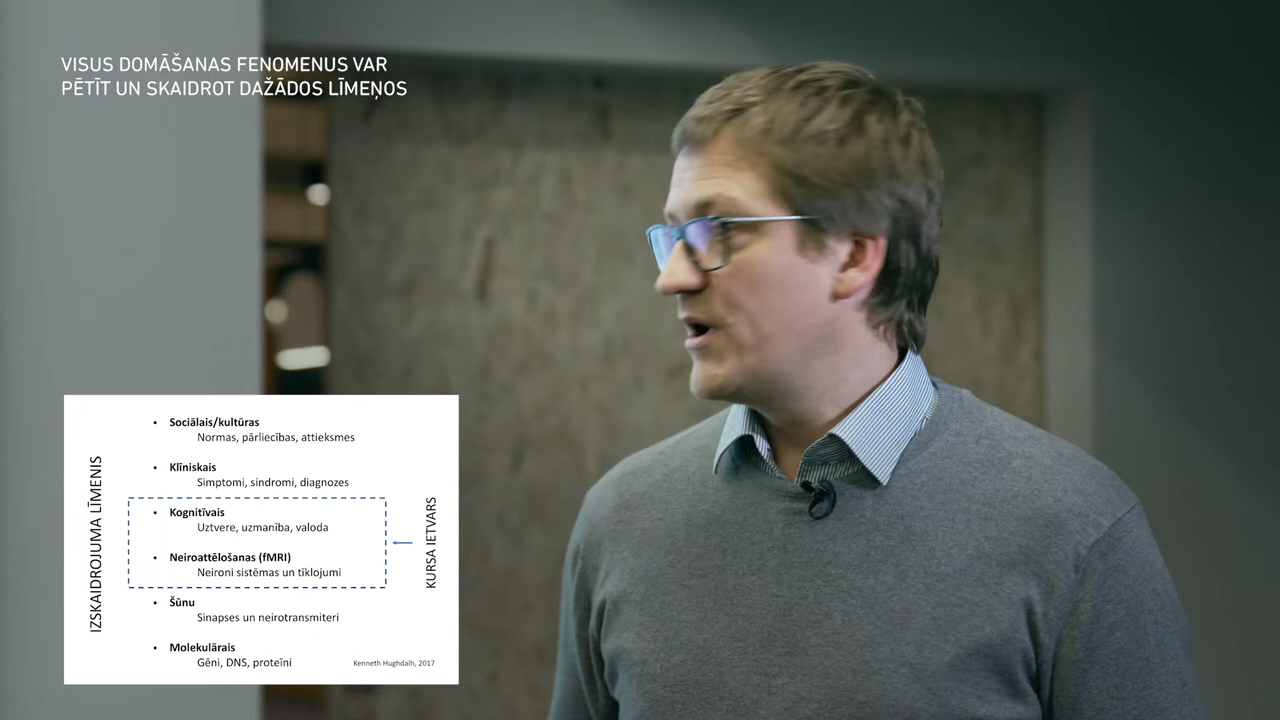 VISUS DOMĀŠANAS FENOMENUS VAR
PĒTĪT UN SKAIDROT DAŽĀDOS LĪMEŅOS
IZSKAIDROJUMA LĪMENIS
• Sociālais/kultūras
Normas, pārliecības, attieksmes
• Klīniskais
Simptomi, sindromi, diagnozes
• Kognitīvais
Uztvere, uzmanība, valoda
• Neiroattēlošanas (fMRI)
Neironi sistēmas un tīklojumi
• Šūnu
Sinapses un neirotransmiteri
• Molekulārais
Gēni, DNS, proteīni
KURSA IETVARS
Kenneth Hughdalh, 2017